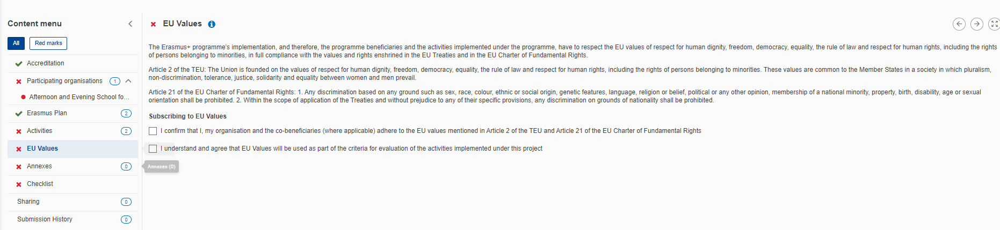 Content menu
All
Red marks
Accreditation
Participating organisations 1
Afternoon and Evening School fo...
Erasmus Plan 2
Activities 2
EU Values
Annexes 0
Checklist
Sharing 0
Submission History 0
EU Values
The Erasmus+ programme's implementation, and therefore, the programme beneficiaries and the activities implemented under the programme, have to respect the EU values of respect for human dignity, freedom, democracy, equality, the rule of law and respect for human rights, including the rights
of persons belonging to minorities, in full compliance with the values and rights enshrined in the EU Treaties and in the EU Charter of Fundamental Rights.
Article 2 of the TEU: The Union is founded on the values of respect for human dignity, freedom, democracy, equality, the rule of law and respect for human rights, including the rights of persons belonging to minorities. These values are common to the Member States in a society in which pluralism,
non-discrimination, tolerance, justice, solidarity and equality between women and men prevail.
Article 21 of the EU Charter of Fundamental Rights: 1. Any discrimination based on any ground such as sex, race, colour, ethnic or social origin, genetic features, language, religion or belief, political or any other opinion, membership of a national minority, property, birth, disability, age or sexual
orientation shall be prohibited. 2. Within the scope of application of the Treaties and without prejudice to any of their specific provisions, any discrimination on grounds of nationality shall be prohibited.
Subscribing to EU Values
I confirm that I, my organisation and the co-beneficiaries (where applicable) adhere to the EU values mentioned in Article 2 of the TEU and Article 21 of the EU Charter of Fundamental Rights
I understand and agree that EU Values will be used as part of the criteria for evaluation of the activities implemented under this project
Annexes (0)